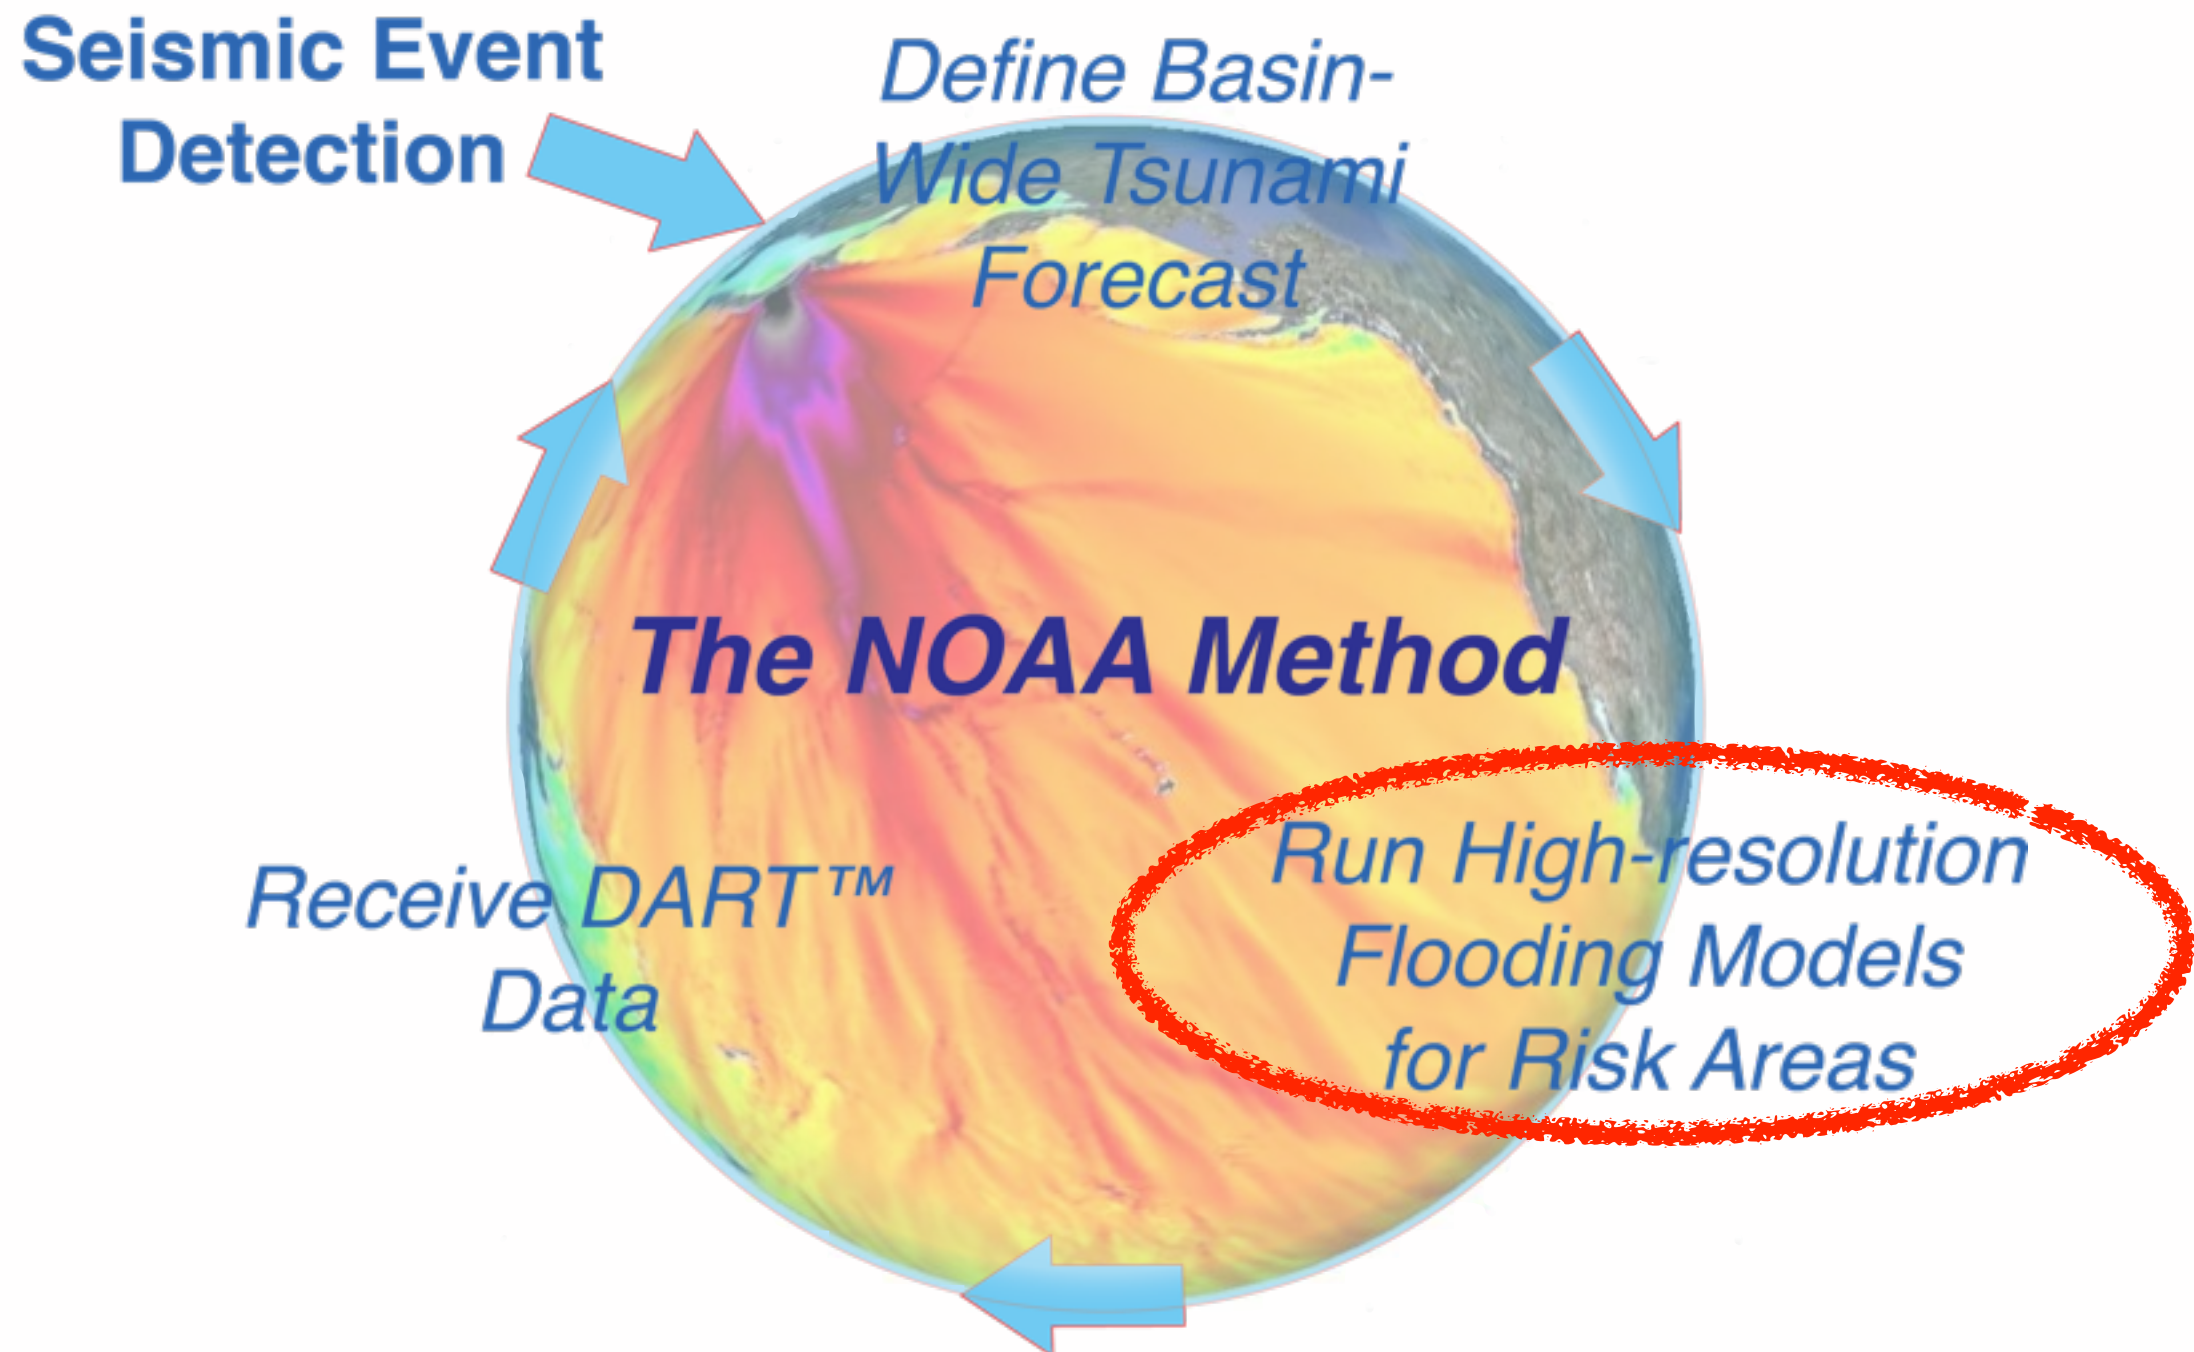 Seismic Event
Detection
Define Basin-
Wide Tsunami
Forecast
The NOAA Method
Run High-resolution
Flooding Models
for Risk Areas
Receive DART™
Data